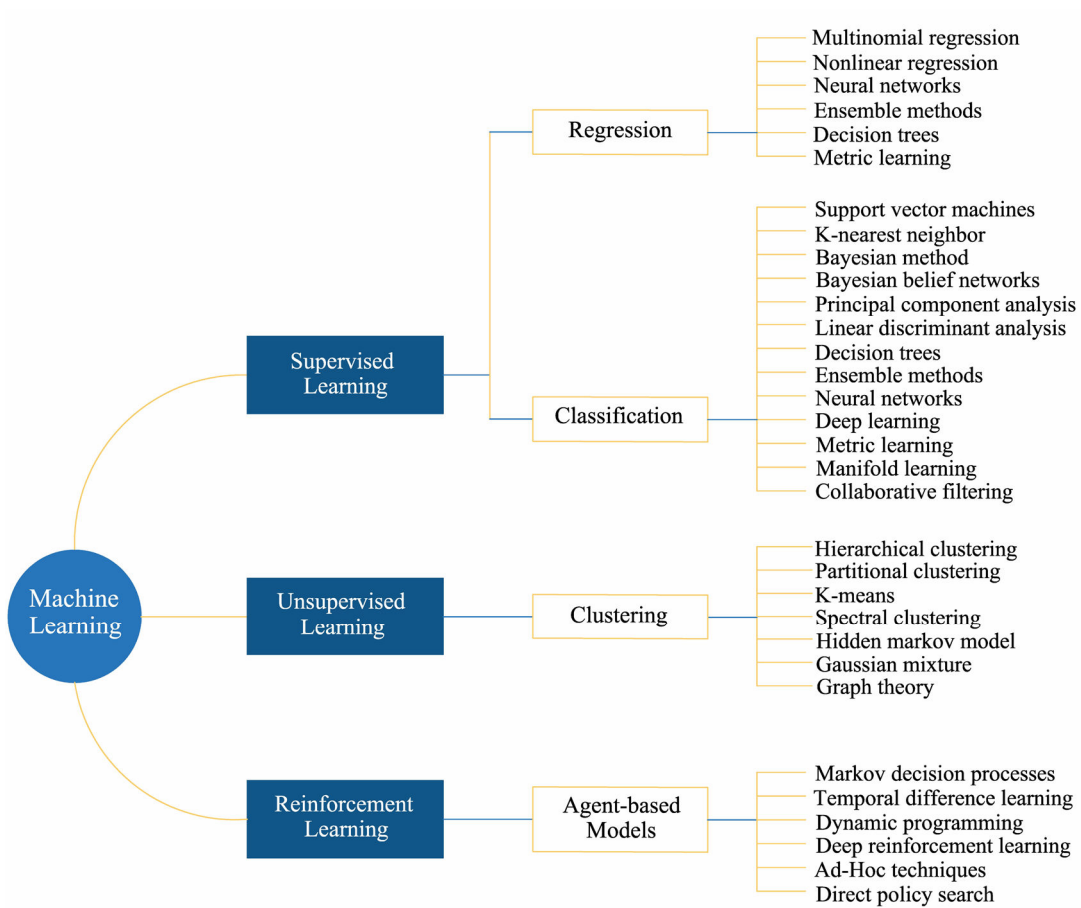 Machine
Learning
Supervised
Learning
Regression
Multinomial regression
Nonlinear regression
Neural networks
Ensemble methods
Decision trees
Metric learning
Classification
Support vector machines
K-nearest neighbor
Bayesian method
Bayesian belief networks
Principal component analysis
Linear discriminant analysis
Decision trees
Ensemble methods
Neural networks
Deep learning
Metric learning
Manifold learning
Collaborative filtering
Unsupervised
Learning
Clustering
Hierarchical clustering
Partitional clustering
K-means
Spectral clustering
Hidden markov model
Gaussian mixture
Graph theory
Reinforcement
Learning
Agent-based
Models
Markov decision processes
Temporal difference learning
Dynamic programming
Deep reinforcement learning
Ad-Hoc techniques
Direct policy search